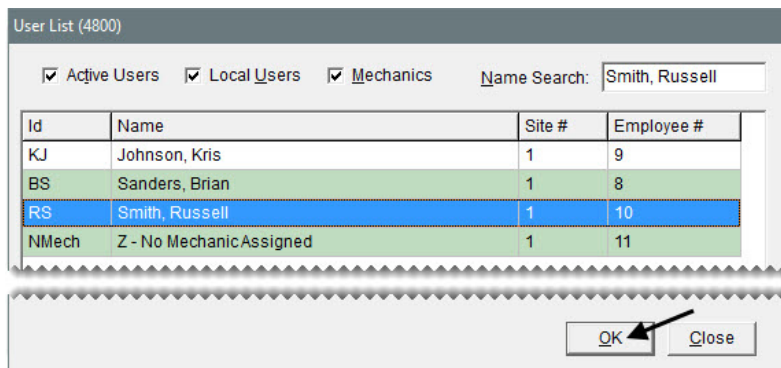 User List (4800)
Active Users Local Users Mechanics Name Search: Smith, Russell
Id Name Site # Employee #
KJ Johnson, Kris 1 9
BS Sanders, Brian 1 8
RS Smith, Russell 1 10
NMech Z - No Mechanic Assigned 1 11
OK Close